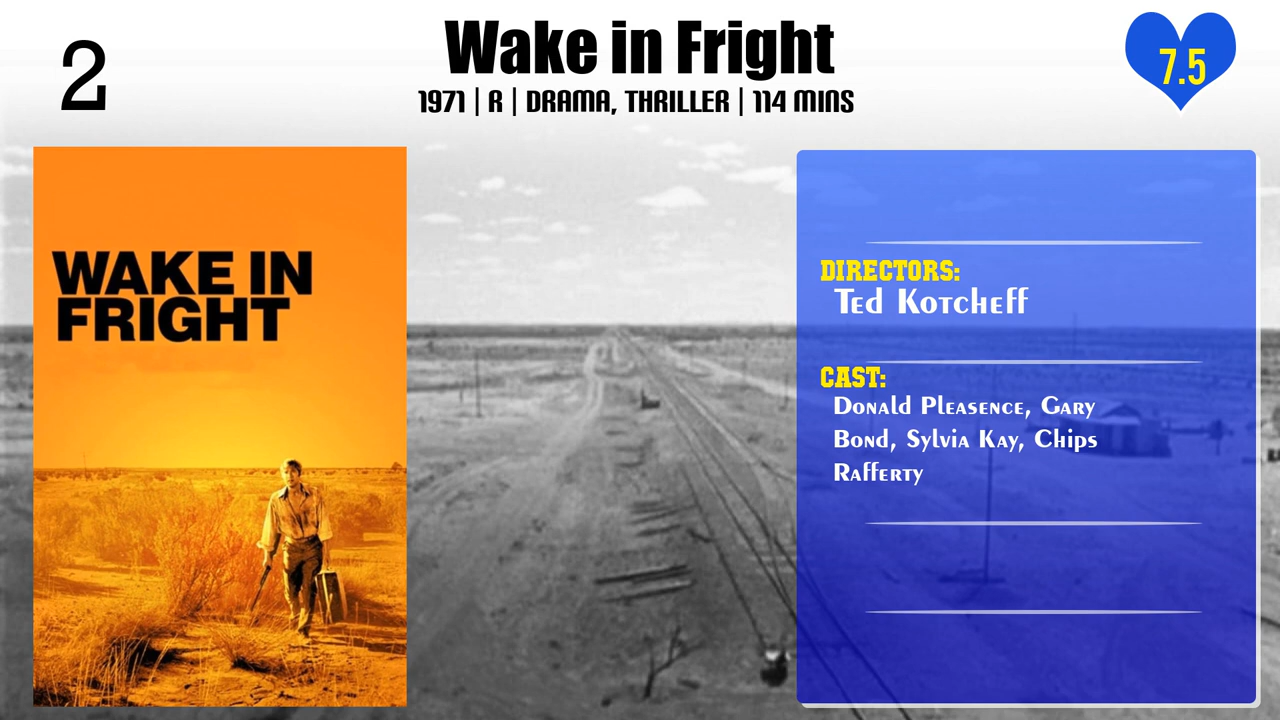 2
Wake in Fright
1971 | R | DRAMA, THRILLER | 114 MINS
7.5
WAKE IN
FRIGHT
DIRECTORS:
Ted Kotcheff
CAST:
Donald Pleasence, Gary
Bond, Sylvia Kay, Chips
Rafferty